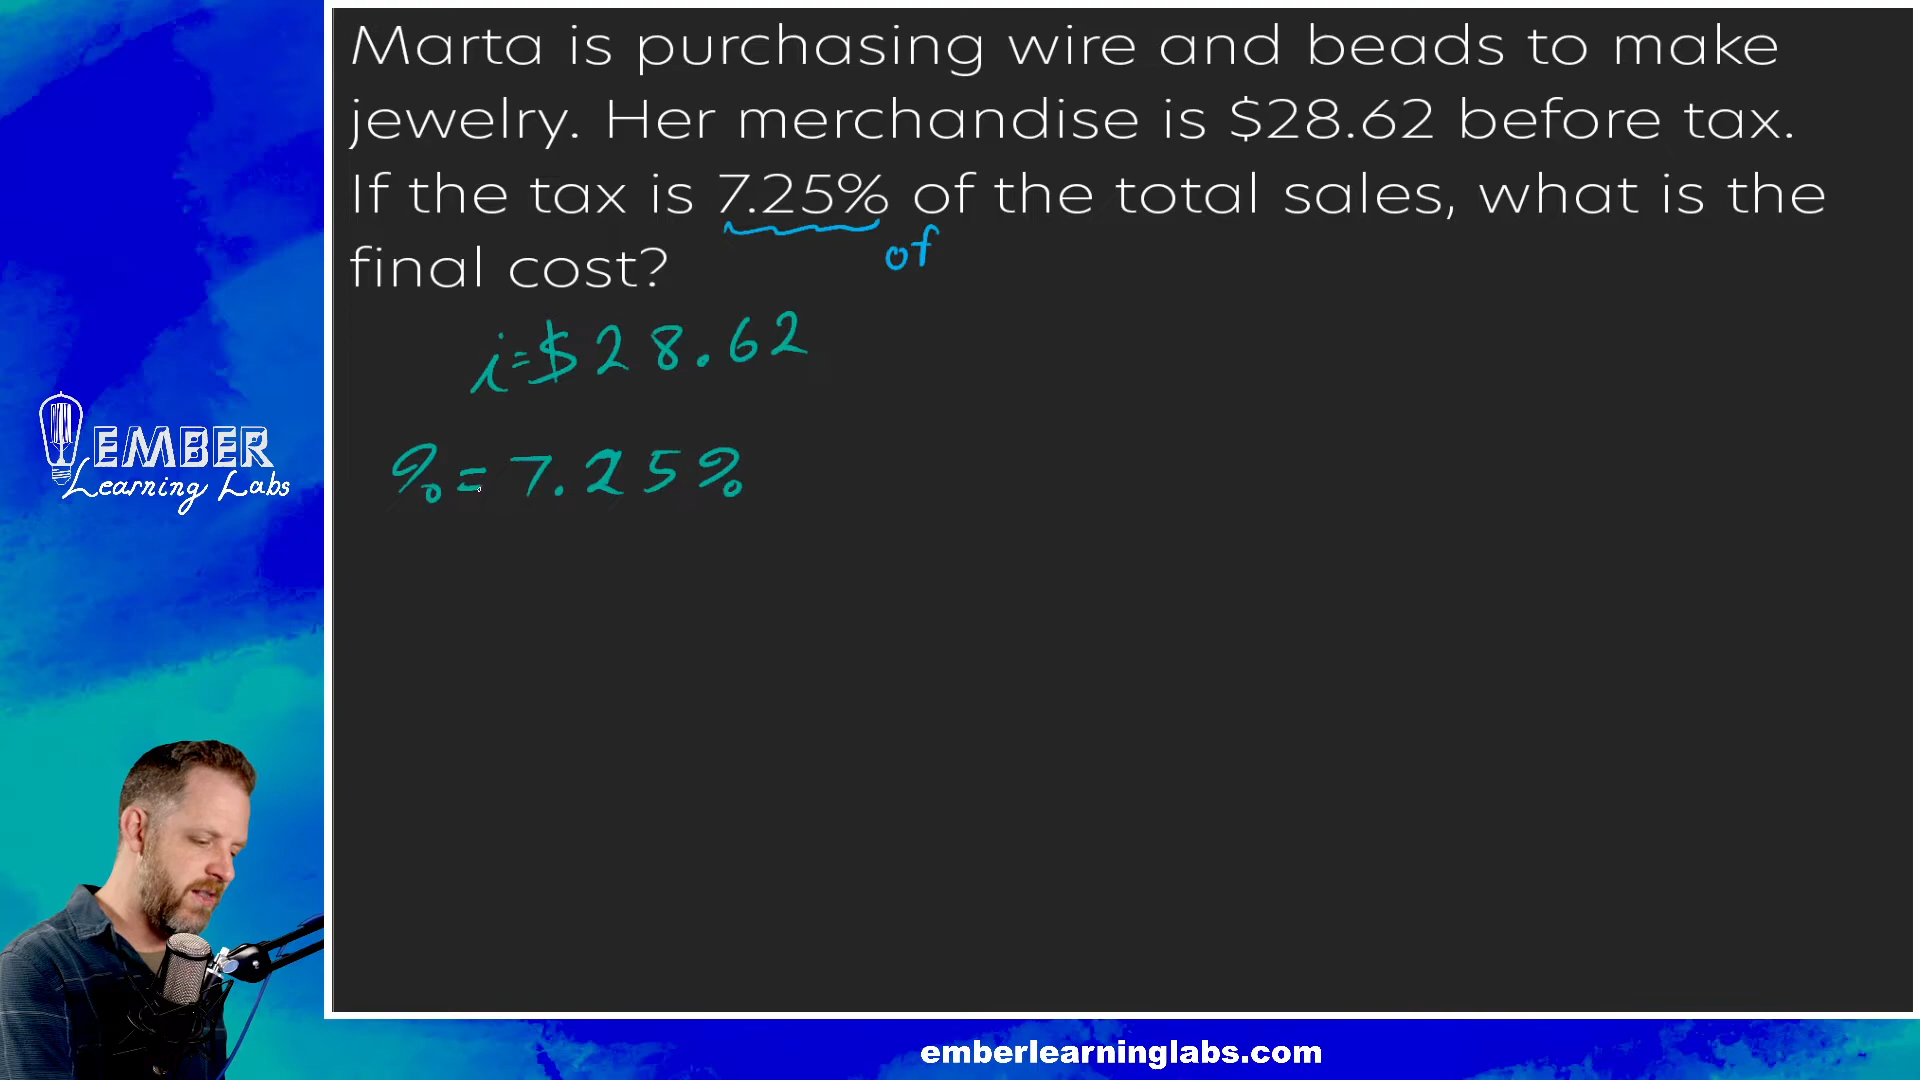 Marta is purchasing wire and beads to make
jewelry. Her merchandise is $28.62 before tax.
If the tax is 7.25% of the total sales, what is the
final cost?
of
i=$28.62
%=7.25%
EMBER
Learning Labs
emberlearninglabs.com